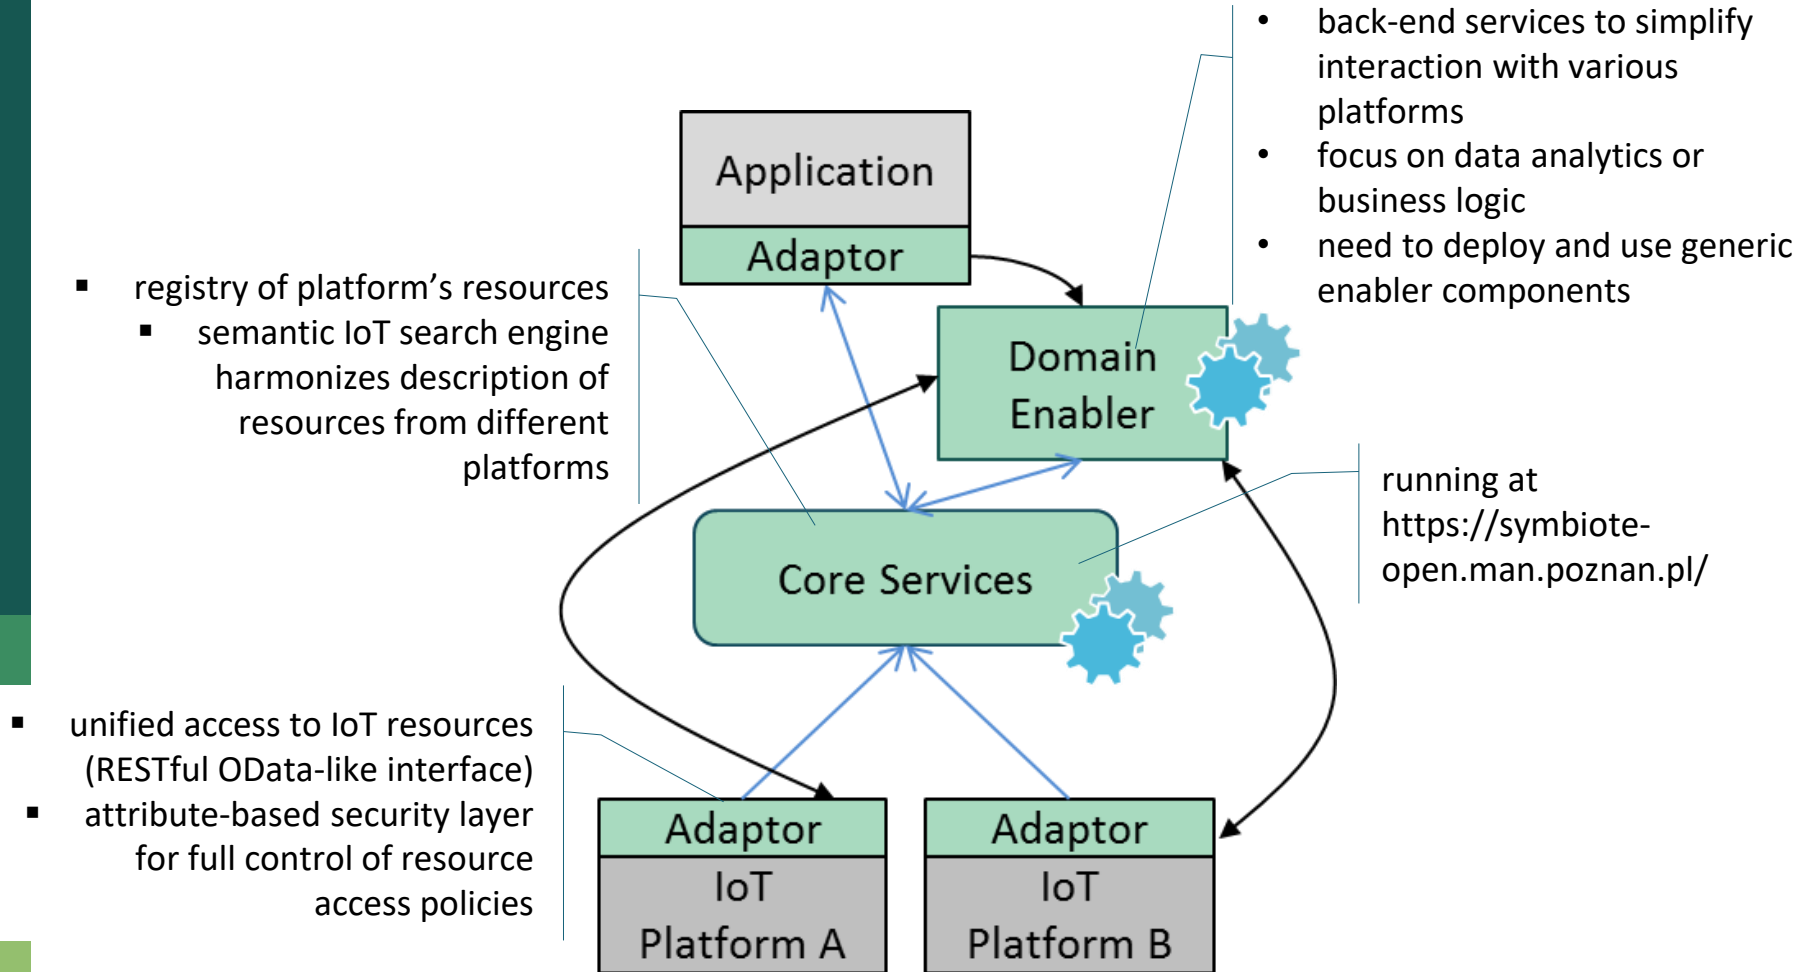 • back-end services to simplify
interaction with various
platforms
• focus on data analytics or
business logic
• need to deploy and use generic
enabler components
Application
Adaptor
▪ registry of platform’s resources
▪ semantic IoT search engine
harmonizes description of
resources from different
platforms
Domain
Enabler
running at
https://symbiote-
open.man.poznan.pl/
Core Services
▪ unified access to IoT resources
(RESTful OData-like interface)
▪ attribute-based security layer
for full control of resource
access policies
Adaptor
IoT
Platform A
Adaptor
IoT
Platform B